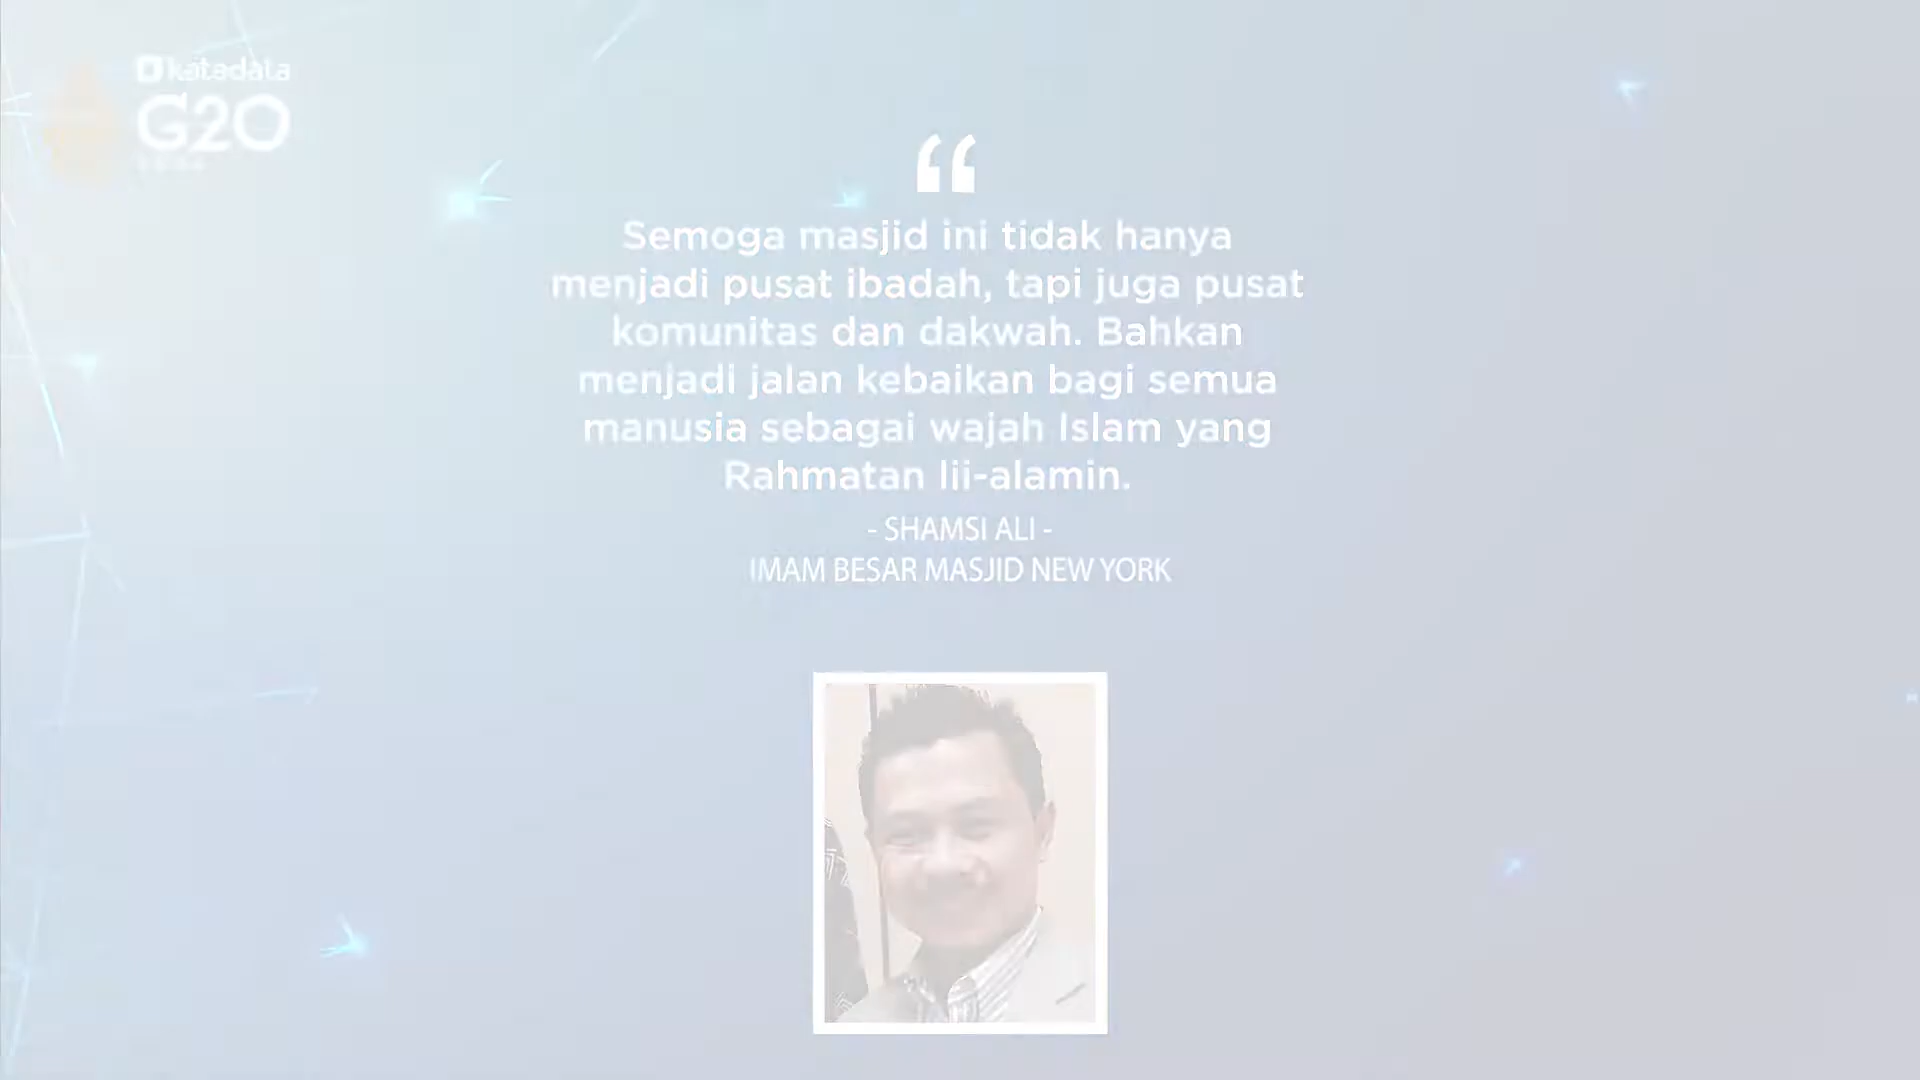 katadata
G20
“
Semoga masjid ini tidak hanya
menjadi pusat ibadah, tapi juga pusat
komunitas dan dakwah. Bahkan
menjadi jalan kebaikan bagi semua
manusia sebagai wajah Islam yang
Rahmatan lii-alamin.
- SHAMSI ALI -
IMAM BESAR MASJID NEW YORK